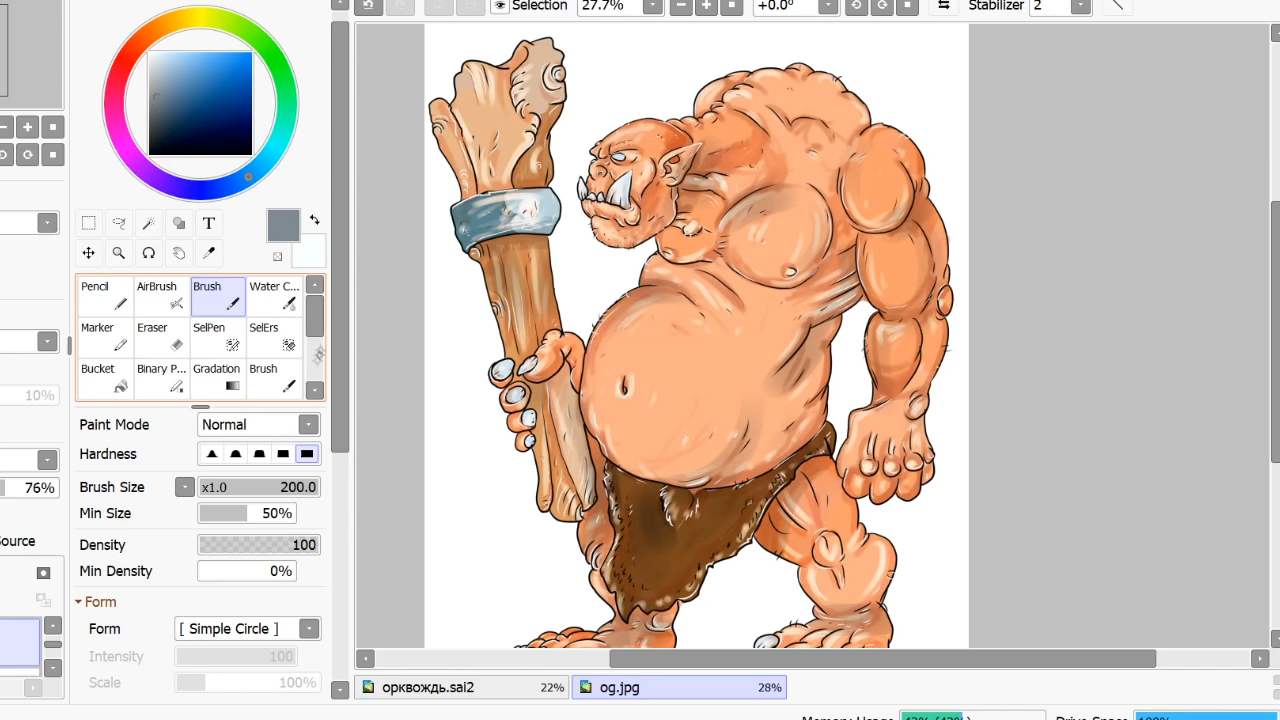 Selection 27.7% +0.0° Stabilizer 2
T
Pencil AirBrush Brush Water C...
Marker Eraser SelPen SelErs
Bucket Binary P... Gradation Brush
10%
Paint Mode Normal
Hardness
Brush Size x1.0 200.0
76%
Min Size 50%
ource
Density 100
Min Density 0%
Form
Form [ Simple Circle ]
Intensity 100
Scale 100%
орквождь.sai2 22% og.jpg 28%